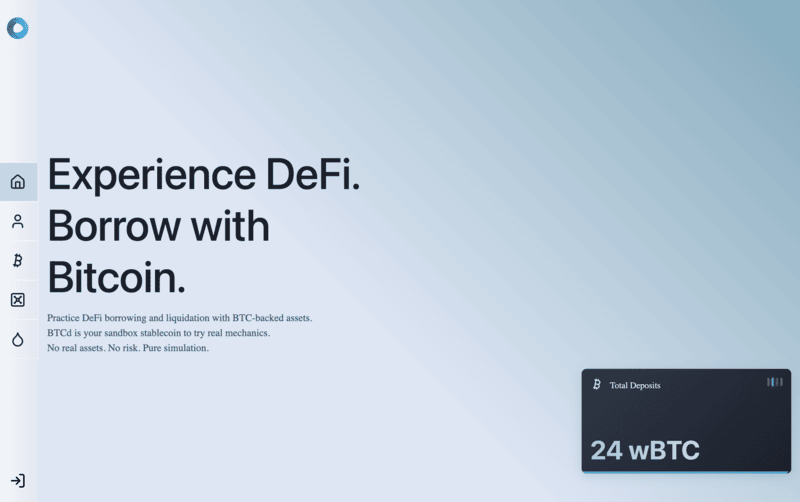 Experience DeFi.
Borrow with
Bitcoin.
Practice DeFi borrowing and liquidation with BTC-backed assets.
BTCd is your sandbox stablecoin to try real mechanics.
No real assets. No risk. Pure simulation.
Total Deposits
24 wBTC